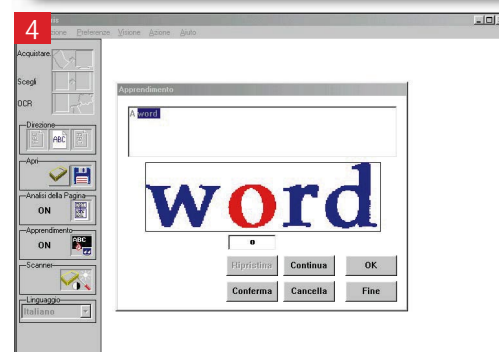 4
Preferenze Visione Azione Aiuto
Acquistare
Scegli
OCR
Direzione
ABC
Apri
Analisi della Pagina
ON
Apprendimento
ON
ABC
Scanner
Linguaggio
Italiano
Apprendimento
A word
word
o
Ripristina Continua OK
Conferma Cancella Fine